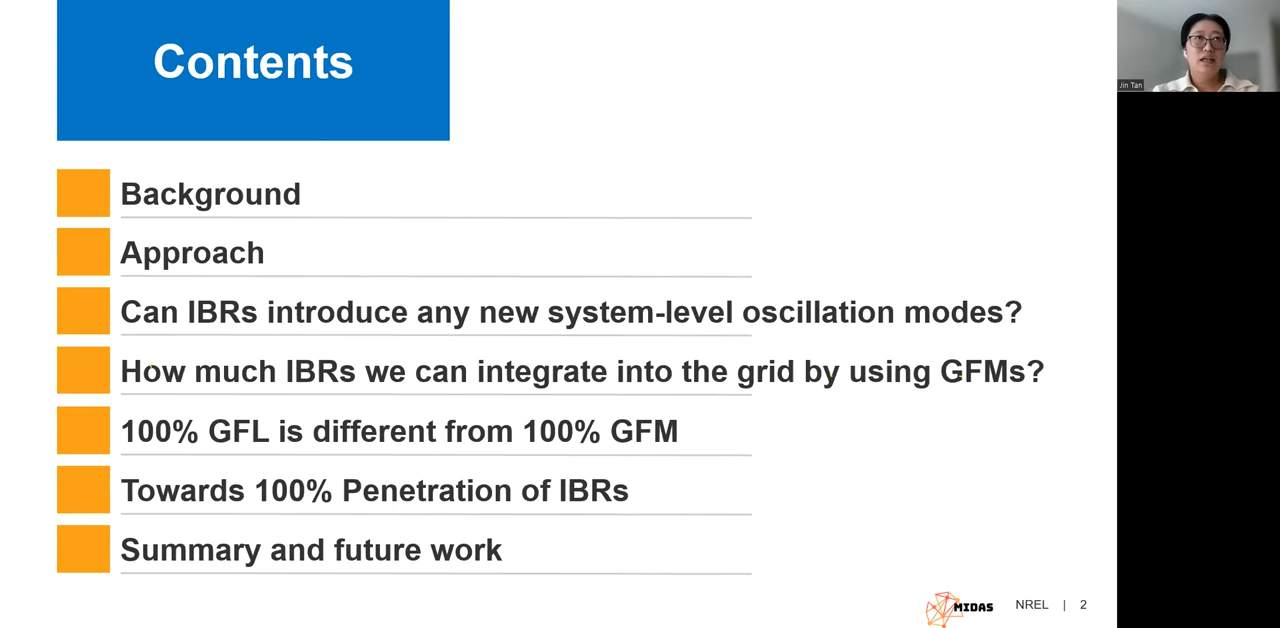 Contents
Jin Tan
Background
Approach
Can IBRs introduce any new system-level oscillation modes?
How much IBRs we can integrate into the grid by using GFMs?
100% GFL is different from 100% GFM
Towards 100% Penetration of IBRs
Summary and future work
MIDAS NREL | 2